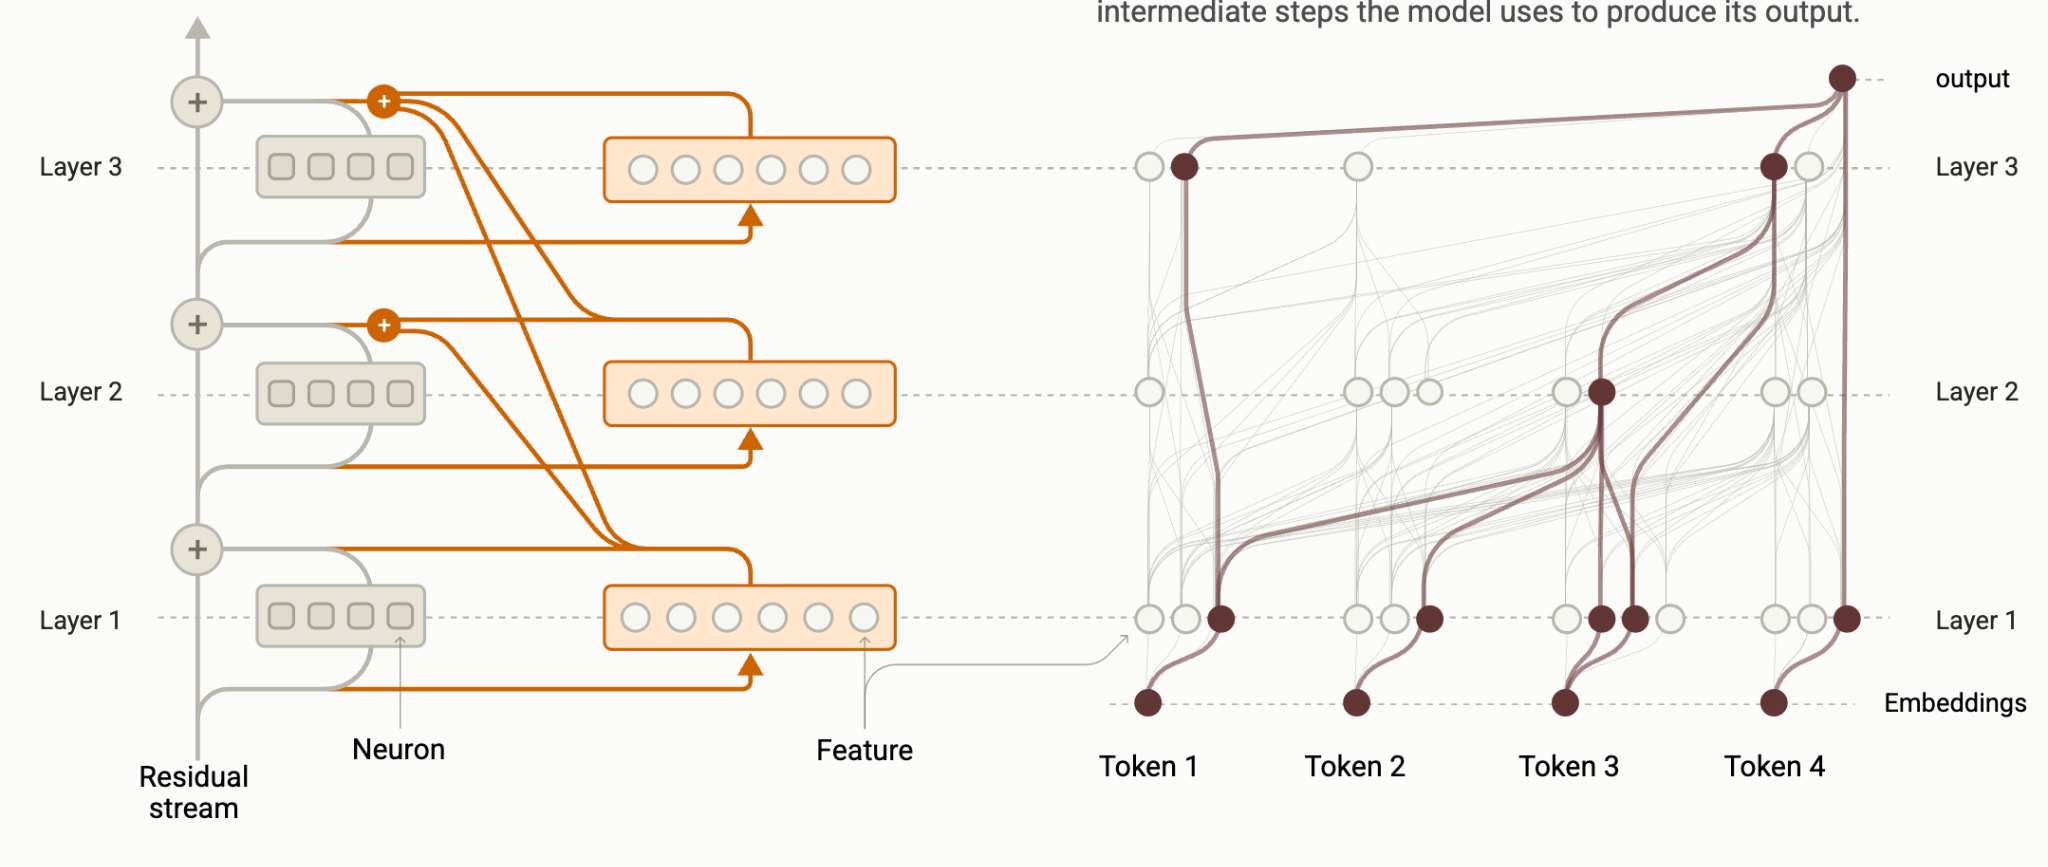 intermediate steps the model uses to produce its output.
output
Layer 3
Layer 3
Layer 2
Layer 2
Layer 1
Layer 1
Embeddings
Neuron
Feature
Residual
stream
Token 1
Token 2
Token 3
Token 4